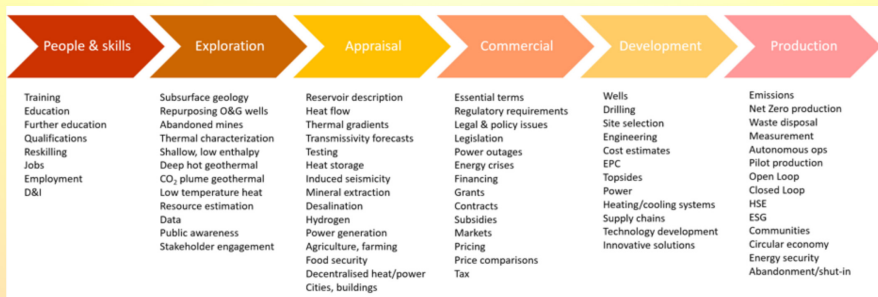 People & skills
Exploration
Appraisal
Commercial
Development
Production
Training
Education
Further education
Qualifications
Reskilling
Jobs
Employment
D&I
Subsurface geology
Repurposing O&G wells
Abandoned mines
Thermal characterization
Shallow, low enthalpy
Deep hot geothermal
CO₂ plume geothermal
Low temperature heat
Resource estimation
Data
Public awareness
Stakeholder engagement
Reservoir description
Heat flow
Thermal gradients
Transmissivity forecasts
Testing
Heat storage
Induced seismicity
Mineral extraction
Desalination
Hydrogen
Power generation
Agriculture, farming
Food security
Decentralised heat/power
Cities, buildings
Essential terms
Regulatory requirements
Legal & policy issues
Legislation
Power outages
Energy crises
Financing
Grants
Contracts
Subsidies
Markets
Pricing
Price comparisons
Tax
Wells
Drilling
Site selection
Engineering
Cost estimates
EPC
Topsides
Power
Heating/cooling systems
Supply chains
Technology development
Innovative solutions
Emissions
Net Zero production
Waste disposal
Measurement
Autonomous ops
Pilot production
Open Loop
Closed Loop
HSE
ESG
Communities
Circular economy
Energy security
Abandonment/shut-in